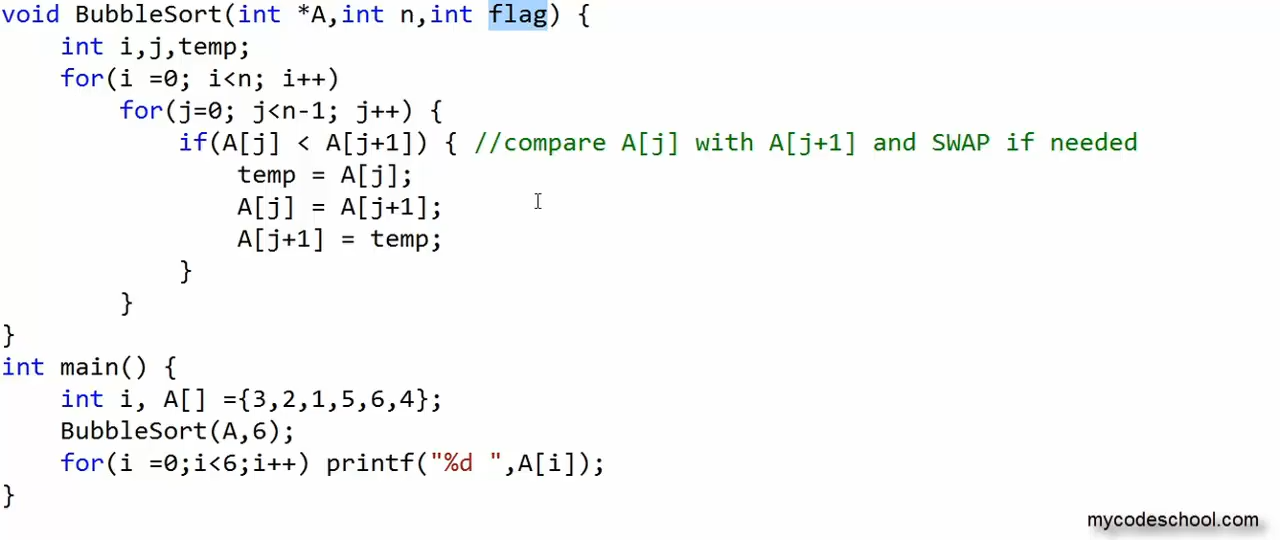 void BubbleSort(int *A,int n,int flag) {
    int i,j,temp;
    for(i =0; i<n; i++)
        for(j=0; j<n-1; j++) {
            if(A[j] < A[j+1]) { //compare A[j] with A[j+1] and SWAP if needed
                temp = A[j];
                A[j] = A[j+1];
                A[j+1] = temp;
            }
        }
}
int main() {
    int i, A[] ={3,2,1,5,6,4};
    BubbleSort(A,6);
    for(i =0;i<6;i++) printf("%d ",A[i]);
}
mycodeschool.com